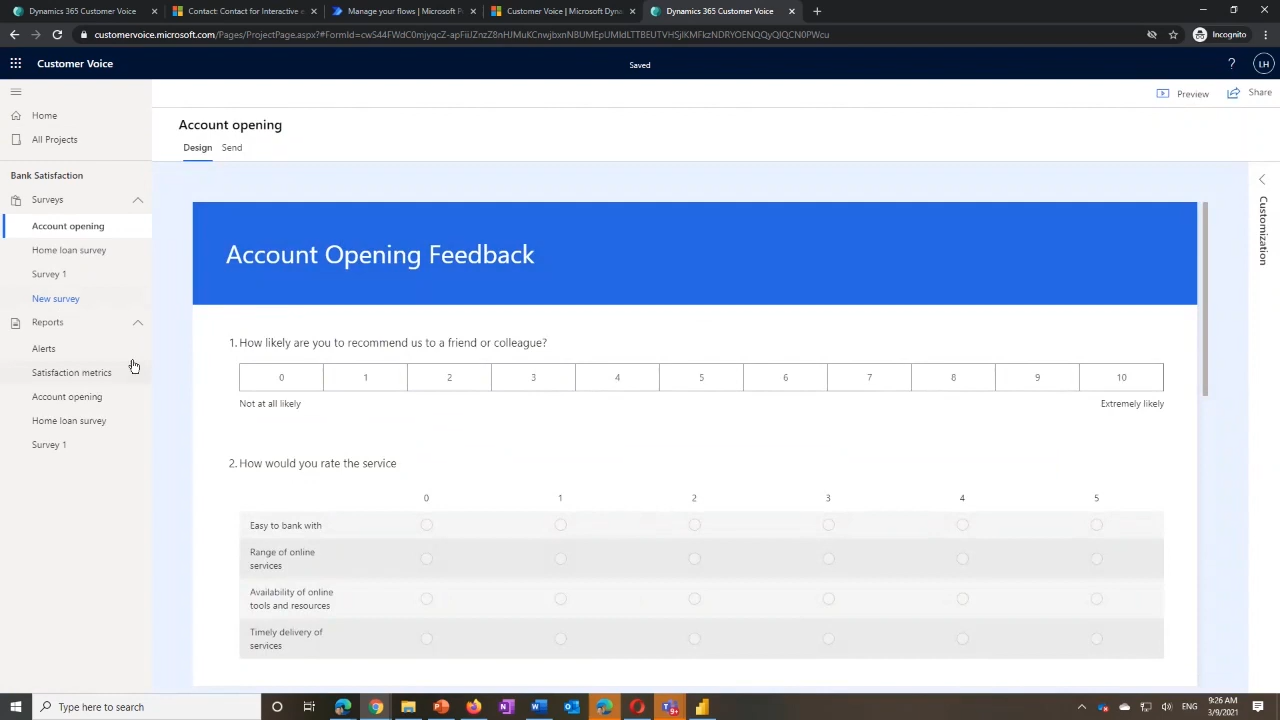 Dynamics 365 Customer Voice
Contact: Contact for Interactive e
Manage your flows | Microsoft P
Customer Voice | Microsoft Dyn
Dynamics 365 Customer Voice
Incognito
Customer Voice
Saved
?
LH
Preview
Share
Home
All Projects
Account opening
Design
Send
Bank Satisfaction
Surveys
Account opening
Home loan survey
Survey 1
New survey
Reports
Alerts
Satisfaction metrics
Account opening
Home loan survey
Survey 1
Customization
Account Opening Feedback
1. How likely are you to recommend us to a friend or colleague?
0 1 2 3 4 5 6 7 8 9 10
Not at all likely
Extremely likely
2. How would you rate the service
0 1 2 3 4 5
Easy to bank with
Range of online
services
Availability of online
tools and resources
Timely delivery of
services
Type here to search
ENG
9:26 AM
3/9/2021